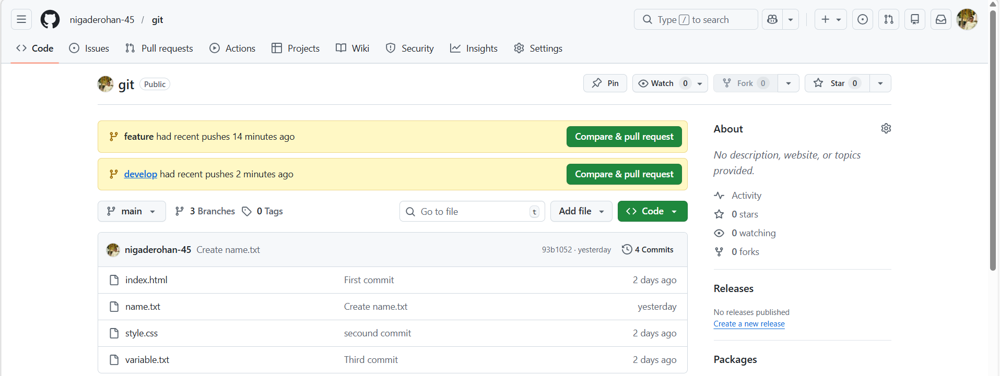 nigaderohan-45 / git
Type / to search
Code Issues Pull requests Actions Projects Wiki Security Insights Settings
git Public
Pin Watch 0 Fork 0 Star 0
feature had recent pushes 14 minutes ago Compare & pull request
develop had recent pushes 2 minutes ago Compare & pull request
main 3 Branches 0 Tags Go to file t Add file Code
nigaderohan-45 Create name.txt 93b1052 · yesterday 4 Commits
index.html First commit 2 days ago
name.txt Create name.txt yesterday
style.css secound commit 2 days ago
variable.txt Third commit 2 days ago
About
No description, website, or topics
provided.
Activity
0 stars
0 watching
0 forks
Releases
No releases published
Create a new release
Packages